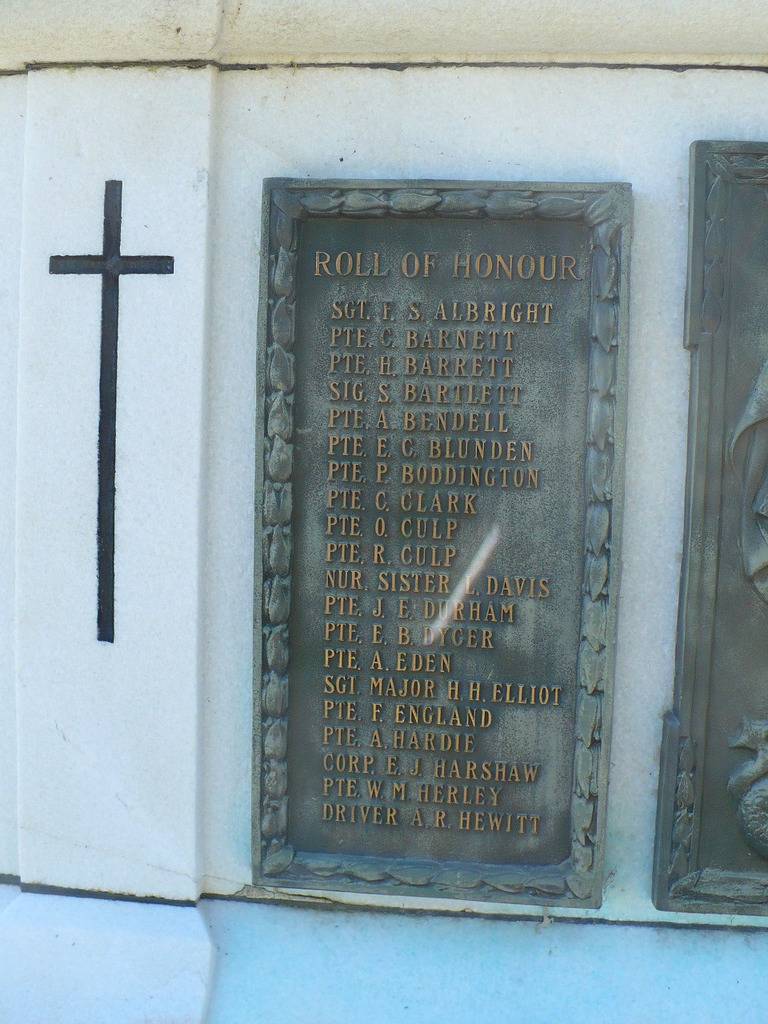 ROLL OF HONOUR
SGT. F. S. ALBRIGHT
PTE. C. BARNETT
PTE. H. BARRETT
SIG. S. BARTLETT
PTE. A. BENDELL
PTE. E. C. BLUNDEN
PTE. P. BODDINGTON
PTE. C. CLARK
PTE. O. CULP
PTE. R. CULP
NUR. SISTER L. DAVIS
PTE. J. E. DURHAM
PTE. E. B. DYGER
PTE. A. EDEN
SGT. MAJOR H. H. ELLIOT
PTE. F. ENGLAND
PTE. A. HARDIE
CORP. E. J. HARSHAW
PTE. W. M. HERLEY
DRIVER A. R. HEWITT